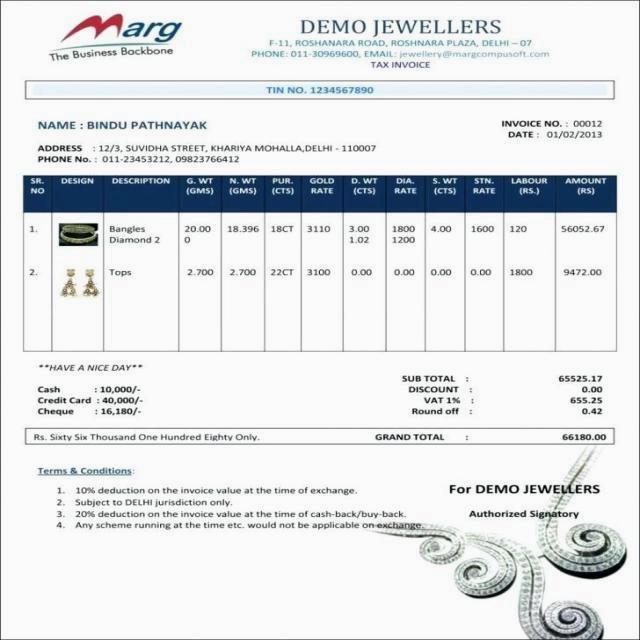 Marg
The Business Backbone
DEMO JEWELLERS
F-11, ROSHANARA ROAD, ROSHNARA PLAZA, DELHI – 07
PHONE: 011-30969600, EMAIL: jewellery@margcompusoft.com
TAX INVOICE
TIN NO. 1234567890
NAME : BINDU PATHNAYAK
INVOICE NO. : 00012
DATE : 01/02/2013
ADDRESS : 12/3, SUVIDHA STREET, KHARIYA MOHALLA,DELHI - 110007
PHONE No. : 011-23453212, 09823766412
SR. NO DESIGN DESCRIPTION G. WT (GMS) N. WT (GMS) PUR. (CTS) GOLD RATE D. WT (CTS) DIA. RATE S. WT (CTS) STN. RATE LABOUR (RS.) AMOUNT (RS)
1. Bangles 20.00 18.396 18CT 3110 3.00 1800 4.00 1600 120 56052.67
Diamond 2 0 1.02 1200
2. Tops 2.700 2.700 22CT 3100 0.00 0.00 0.00 0.00 1800 9472.00
**HAVE A NICE DAY**
Cash : 10,000/-
Credit Card : 40,000/-
Cheque : 16,180/-
SUB TOTAL : 65525.17
DISCOUNT : 0.00
VAT 1% : 655.25
Round off : 0.42
Rs. Sixty Six Thousand One Hundred Eighty Only. GRAND TOTAL : 66180.00
Terms & Conditions:
1. 10% deduction on the invoice value at the time of exchange.
2. Subject to DELHI jurisdiction only.
3. 20% deduction on the invoice value at the time of cash-back/buy-back.
4. Any scheme running at the time etc. would not be applicable on exchange.
For DEMO JEWELLERS
Authorized Signatory